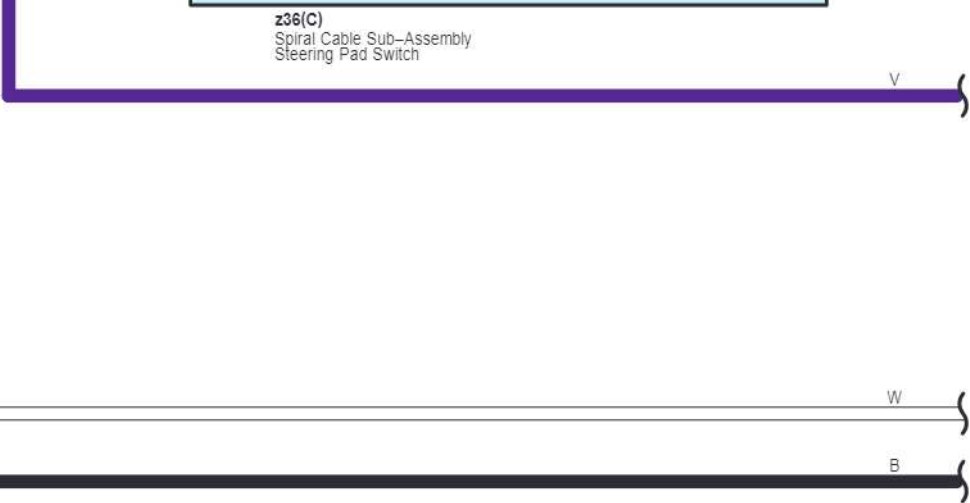 z36(C)
Spiral Cable Sub–Assembly
Steering Pad Switch
V
W
B